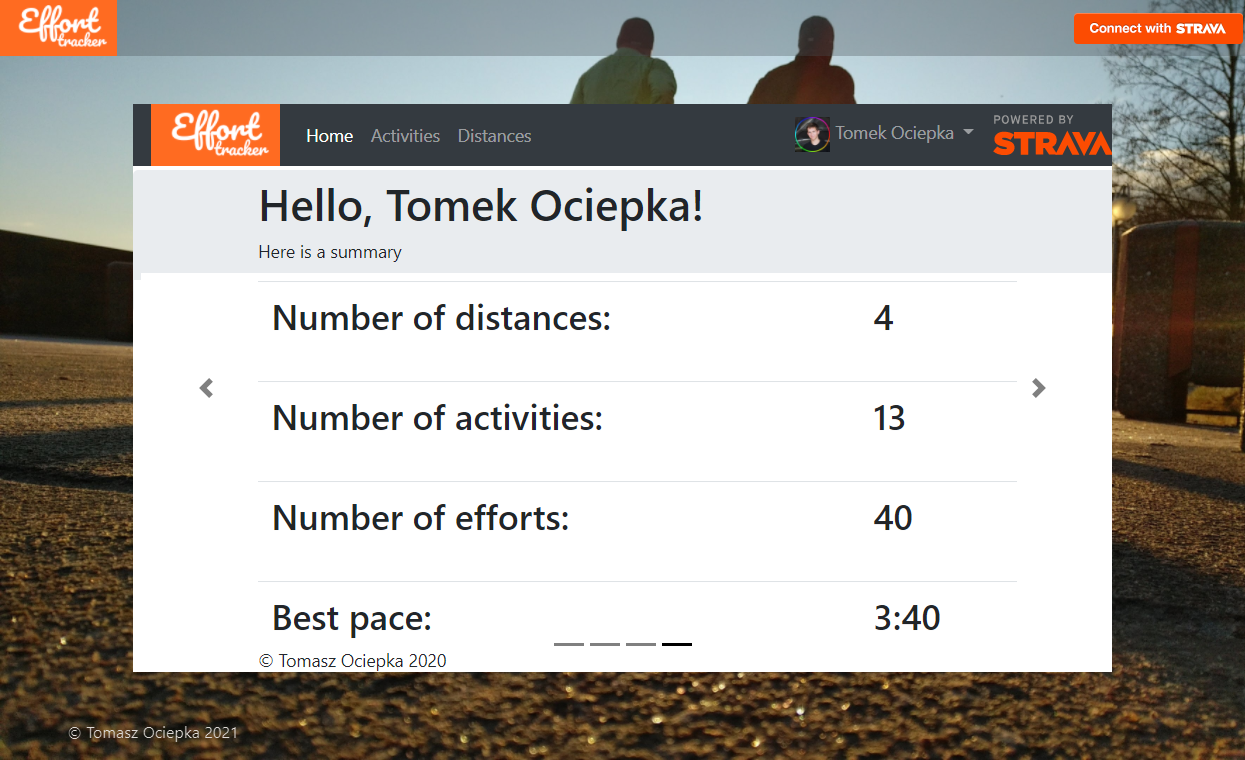 Effort
tracker
Connect with STRAVA
Effort
tracker
Home Activities Distances
Tomek Ociepka
POWERED BY
STRAVA
Hello, Tomek Ociepka!
Here is a summary
Number of distances: 4
Number of activities: 13
Number of efforts: 40
Best pace: 3:40
© Tomasz Ociepka 2020
© Tomasz Ociepka 2021